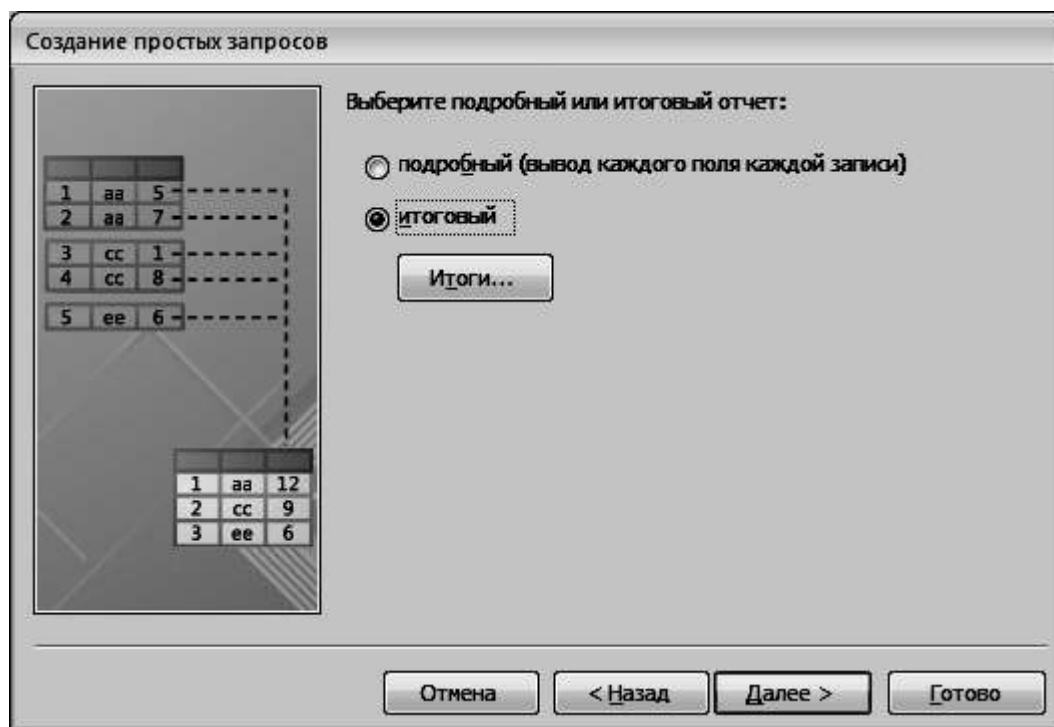 Создание простых запросов
Выберите подробный или итоговый отчет:
подробный (вывод каждого поля каждой записи)
итоговый
Итоги...
1 aa 5
2 aa 7
3 cc 1
4 cc 8
5 ee 6
1 aa 12
2 cc 9
3 ee 6
Отмена < Назад Далее > Готово